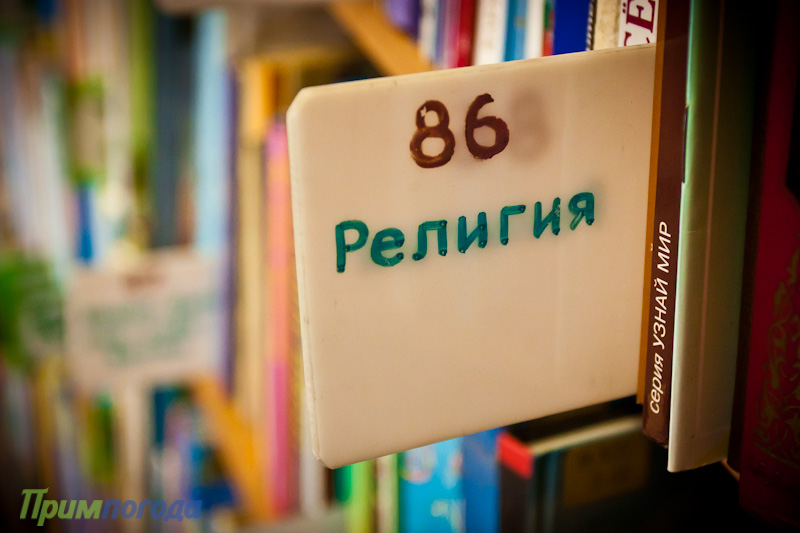 86
Религия
серия УЗНАЙ МИР
Примпогода